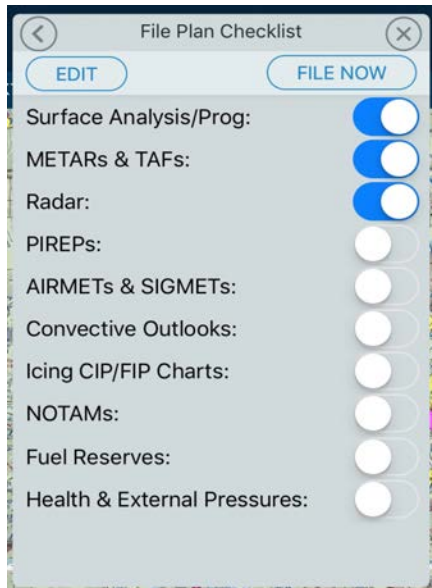 File Plan Checklist
EDIT
FILE NOW
Surface Analysis/Prog:
METARs & TAFs:
Radar:
PIREPs:
AIRMETs & SIGMETs:
Convective Outlooks:
Icing CIP/FIP Charts:
NOTAMs:
Fuel Reserves:
Health & External Pressures: